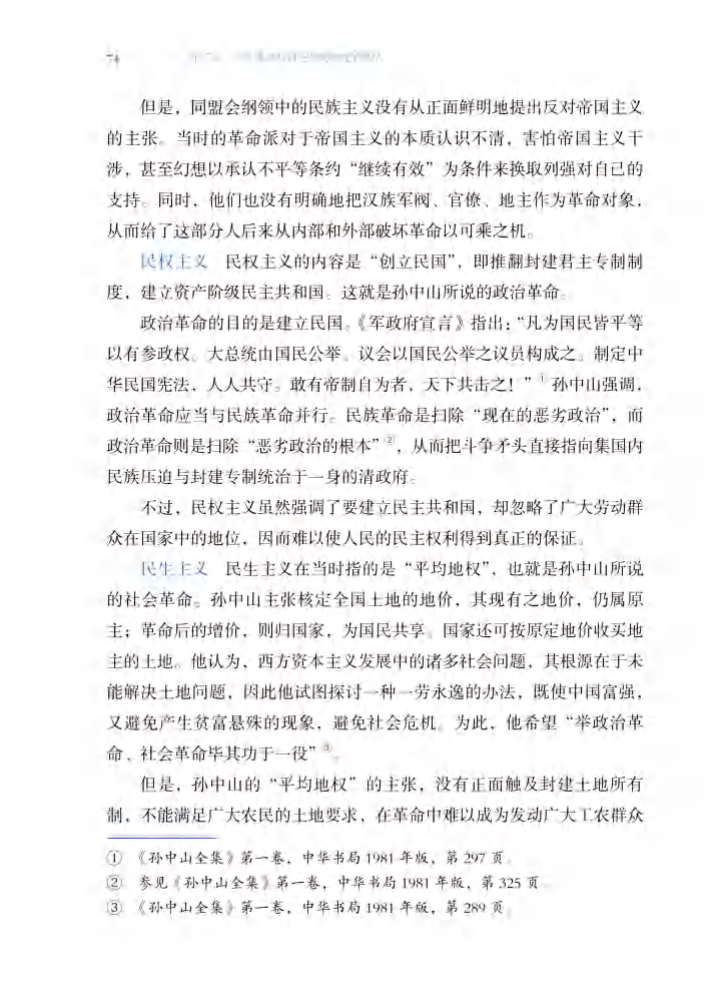 74
但是，同盟会纲领中的民族主义没有从正面鲜明地提出反对帝国主义
的主张。当时的革命派对于帝国主义的本质认识不清，害怕帝国主义干
涉，甚至幻想以承认不平等条约“继续有效”为条件来换取列强对自己的
支持。同时，他们也没有明确地把汉族军阀、官僚、地主作为革命对象，
从而给了这部分人后来从内部和外部破坏革命以可乘之机。
民权主义 民权主义的内容是“创立民国”，即推翻封建君主专制制
度，建立资产阶级民主共和国。这就是孙中山所说的政治革命。
政治革命的目的是建立民国。《军政府宣言》指出：“凡为国民皆平等
以有参政权。大总统由国民公举。议会以国民公举之议员构成之。制定中
华民国宪法，人人共守。敢有帝制自为者，天下共击之！”①孙中山强调，
政治革命应当与民族革命并行。民族革命是扫除“现在的恶劣政治”，而
政治革命则是扫除“恶劣政治的根本”②，从而把斗争矛头直接指向集国内
民族压迫与封建专制统治于一身的清政府。
不过，民权主义虽然强调了要建立民主共和国，却忽略了广大劳动群
众在国家中的地位，因而难以使人民的民主权利得到真正的保证。
民生主义 民生主义在当时指的是“平均地权”，也就是孙中山所说
的社会革命。孙中山主张核定全国土地的地价，其现有之地价，仍属原
主；革命后的增价，则归国家，为国民共享。国家还可按原定地价收买地
主的土地。他认为，西方资本主义发展中的诸多社会问题，其根源在于未
能解决土地问题，因此他试图探讨一种一劳永逸的办法，既使中国富强，
又避免产生贫富悬殊的现象，避免社会危机。为此，他希望“举政治革
命、社会革命毕其功于一役”③。
但是，孙中山的“平均地权”的主张，没有正面触及封建土地所有
制，不能满足广大农民的土地要求，在革命中难以成为发动广大工农群众
① 《孙中山全集》第一卷，中华书局1981年版，第297页。
② 参见《孙中山全集》第一卷，中华书局1981年版，第325页。
③ 《孙中山全集》第一卷，中华书局1981年版，第289页。